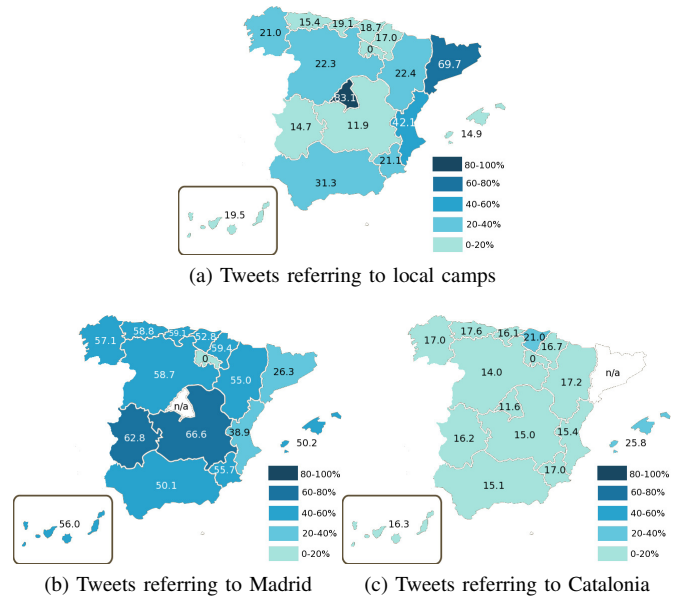 15.4 19.1 18.7
21.0 17.0
0
22.3 22.4 69.7
83.1
14.7 11.9 42.1
14.9
21.1
31.3
19.5
80-100%
60-80%
40-60%
20-40%
0-20%
(a) Tweets referring to local camps
58.8 59.1 52.8
57.1 59.4
0
58.7 55.0 26.3
n/a
62.8 66.6 38.9
50.2
55.7
50.1
56.0
80-100%
60-80%
40-60%
20-40%
0-20%
(b) Tweets referring to Madrid
17.6 16.1 21.0
17.0 16.7
0
14.0 17.2 n/a
11.6
16.2 15.0 15.4
25.8
17.0
15.1
16.3
80-100%
60-80%
40-60%
20-40%
0-20%
(c) Tweets referring to Catalonia